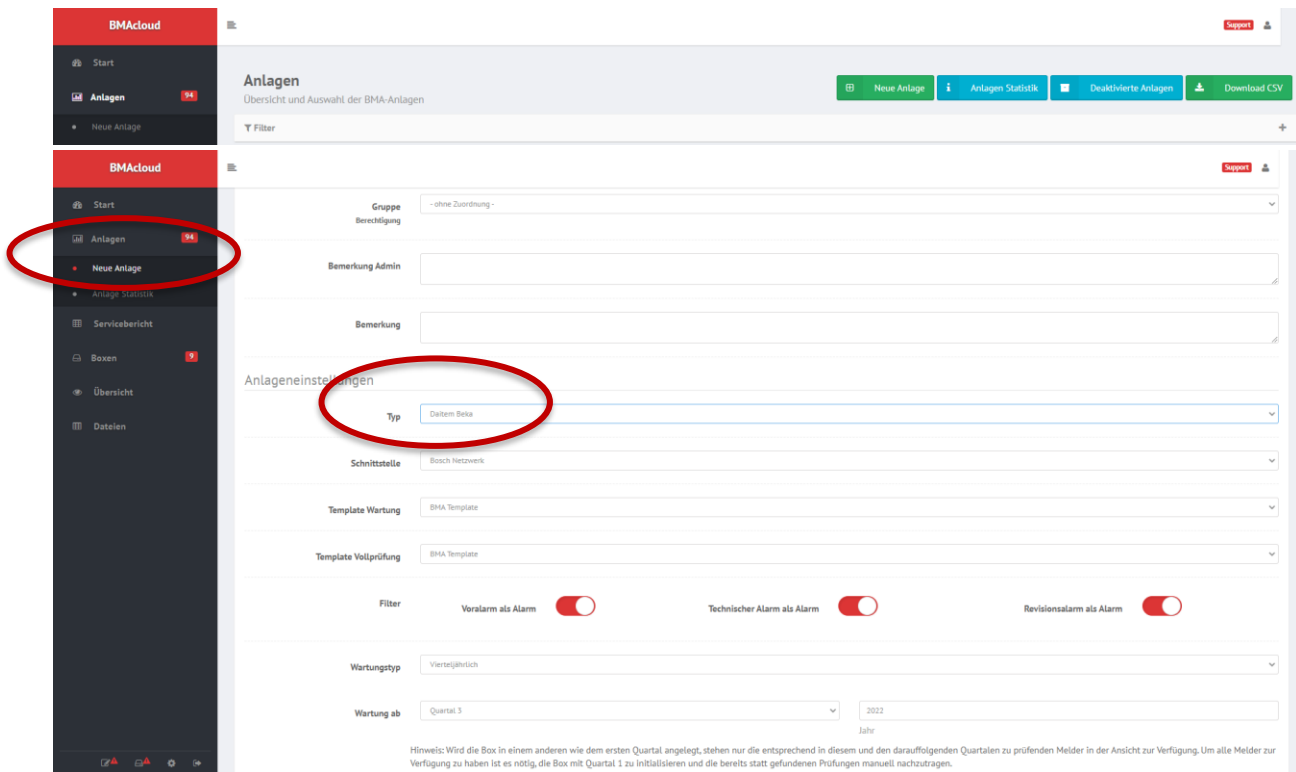 BMAcloud
Support
Start
Anlagen 94
Neue Anlage
Anlagen
Übersicht und Auswahl der BMA-Anlagen
Neue Anlage
Anlagen Statistik
Deaktivierte Anlagen
Download CSV
Filter
BMAcloud
Support
Start
Anlagen 94
Neue Anlage
Anlage Statistik
Servicebericht
Boxen 9
Übersicht
Dateien
Gruppe - ohne Zuordnung -
Berechtigung
Bemerkung Admin
Bemerkung
Anlageneinstellungen
Typ Daitem Beka
Schnittstelle Bosch Netzwerk
Template Wartung BMA Template
Template Vollprüfung BMA Template
Filter Voralarm als Alarm Technischer Alarm als Alarm Revisionsalarm als Alarm
Wartungstyp Vierteljährlich
Wartung ab Quartal 3 2022
Jahr
Hinweis: Wird die Box in einem anderen wie dem ersten Quartal angelegt, stehen nur die entsprechend in diesem und den darauffolgenden Quartalen zu prüfenden Melder in der Ansicht zur Verfügung. Um alle Melder zur
Verfügung zu haben ist es nötig, die Box mit Quartal 1 zu initialisieren und die bereits statt gefundenen Prüfungen manuell nachzutragen.